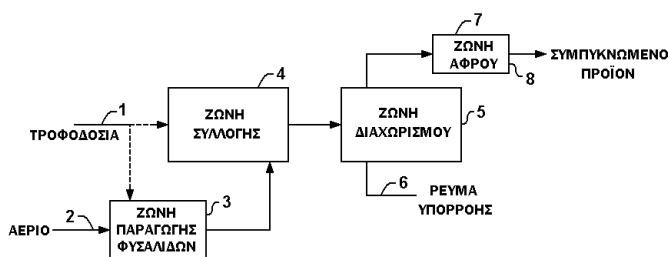 7
ΖΩΝΗ
ΑΦΡΟΥ
8
ΣΥΜΠΥΚΝΩΜΕΝΟ
ΠΡΟΪΟΝ
4
1
ΤΡΟΦΟΔΟΣΙΑ
ΖΩΝΗ
ΣΥΛΛΟΓΗΣ
ΖΩΝΗ
ΔΙΑΧΩΡΙΣΜΟΥ
5
6
ΡΕΥΜΑ
ΥΠΟΡΡΟΗΣ
ΑΕΡΙΟ
2
ΖΩΝΗ
ΠΑΡΑΓΩΓΗΣ
ΦΥΣΑΛΙΔΩΝ
3